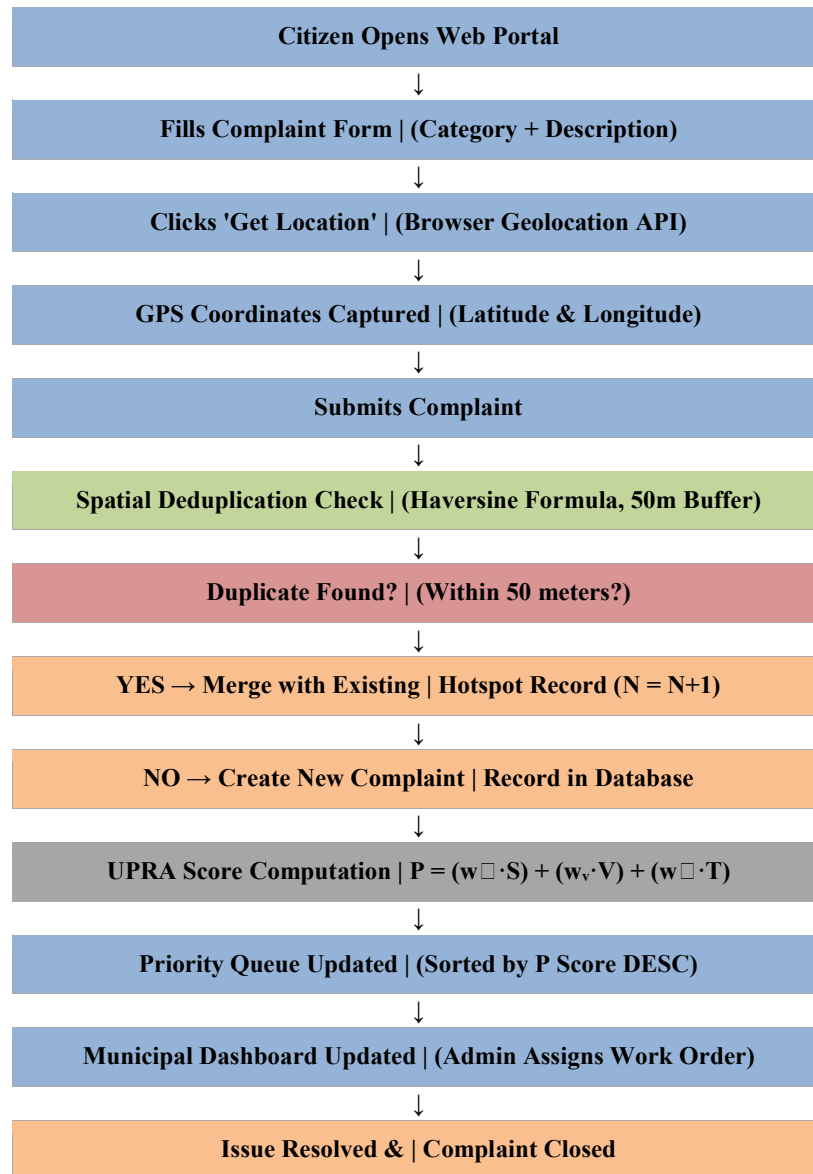 Citizen Opens Web Portal
↓
Fills Complaint Form | (Category + Description)
↓
Clicks 'Get Location' | (Browser Geolocation API)
↓
GPS Coordinates Captured | (Latitude & Longitude)
↓
Submits Complaint
↓
Spatial Deduplication Check | (Haversine Formula, 50m Buffer)
↓
Duplicate Found? | (Within 50 meters?)
↓
YES → Merge with Existing | Hotspot Record (N = N+1)
↓
NO → Create New Complaint | Record in Database
↓
UPRA Score Computation | P = (w□·S) + (wᵥ·V) + (w□·T)
↓
Priority Queue Updated | (Sorted by P Score DESC)
↓
Municipal Dashboard Updated | (Admin Assigns Work Order)
↓
Issue Resolved & | Complaint Closed